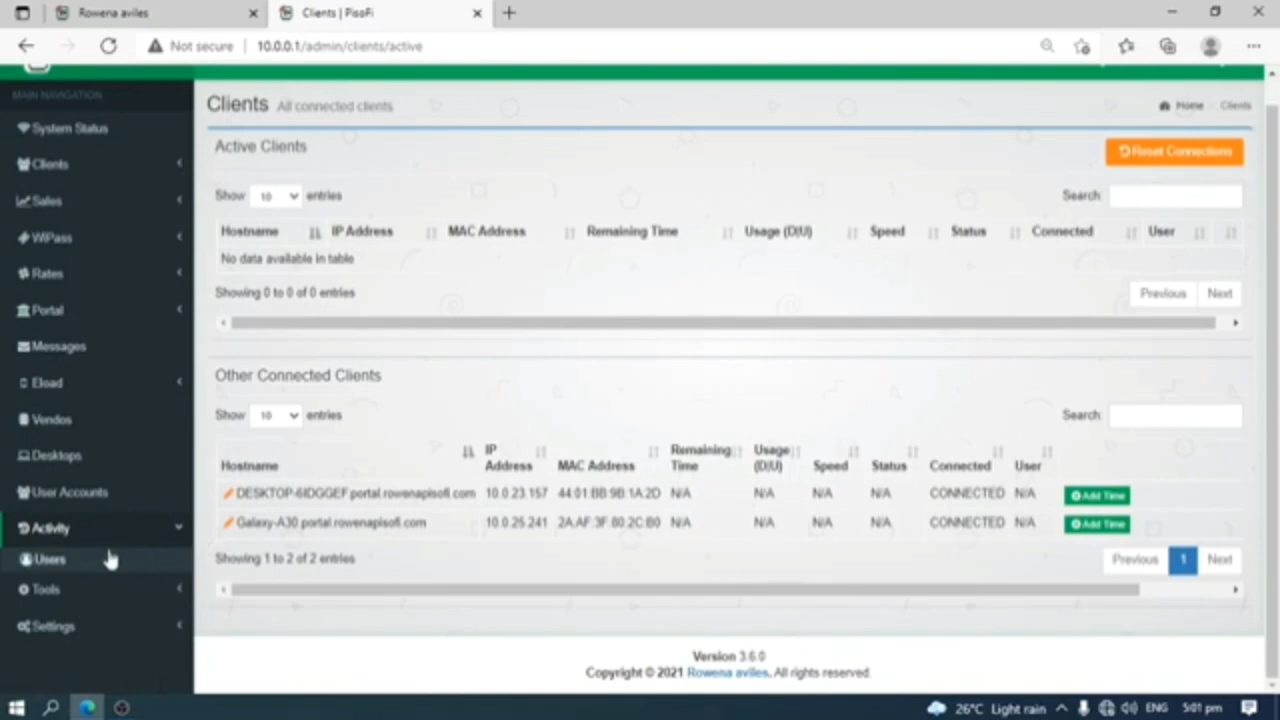 Rowena aviles
Clients | PisoFi
Not secure 10.0.0.1/admin/clients/active
MAIN NAVIGATION
System Status
Clients
Sales
WiPass
Rates
Portal
Messages
Eload
Vendos
Desktops
User Accounts
Activity
Users
Tools
Settings
Clients All connected clients
Home Clients
Active Clients
Reset Connections
Show 10 entries
Search:
Hostname IP Address MAC Address Remaining Time Usage (D|U) Speed Status Connected User
No data available in table
Showing 0 to 0 of 0 entries
Previous Next
Other Connected Clients
Show 10 entries
Search:
Hostname IP Address MAC Address Remaining Time Usage (D|U) Speed Status Connected User
DESKTOP-6IDGGEF.portal.rowenapisofi.com 10.0.23.157 44:01:BB:9B:1A:2D N/A N/A N/A N/A CONNECTED N/A Add Time
Galaxy-A30.portal.rowenapisofi.com 10.0.25.241 2A:AF:3F:80:2C:B0 N/A N/A N/A N/A CONNECTED N/A Add Time
Showing 1 to 2 of 2 entries
Previous 1 Next
Version 3.6.0
Copyright © 2021 Rowena aviles. All rights reserved.
26°C Light rain ENG 5:01 pm